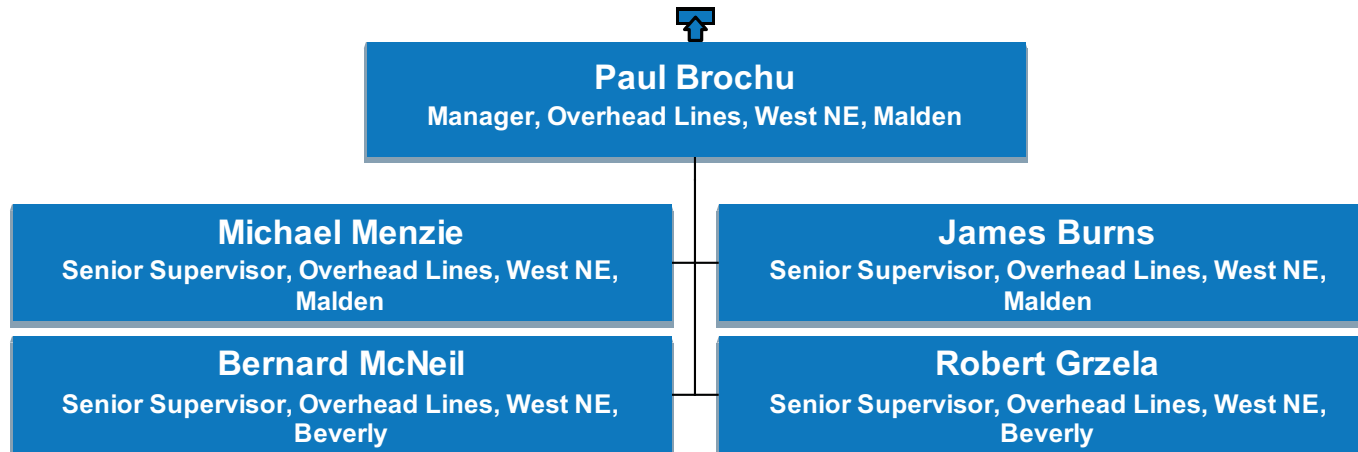 Paul Brochu
Manager, Overhead Lines, West NE, Malden
Michael Menzie
Senior Supervisor, Overhead Lines, West NE,
Malden
James Burns
Senior Supervisor, Overhead Lines, West NE,
Malden
Bernard McNeil
Senior Supervisor, Overhead Lines, West NE,
Beverly
Robert Grzela
Senior Supervisor, Overhead Lines, West NE,
Beverly